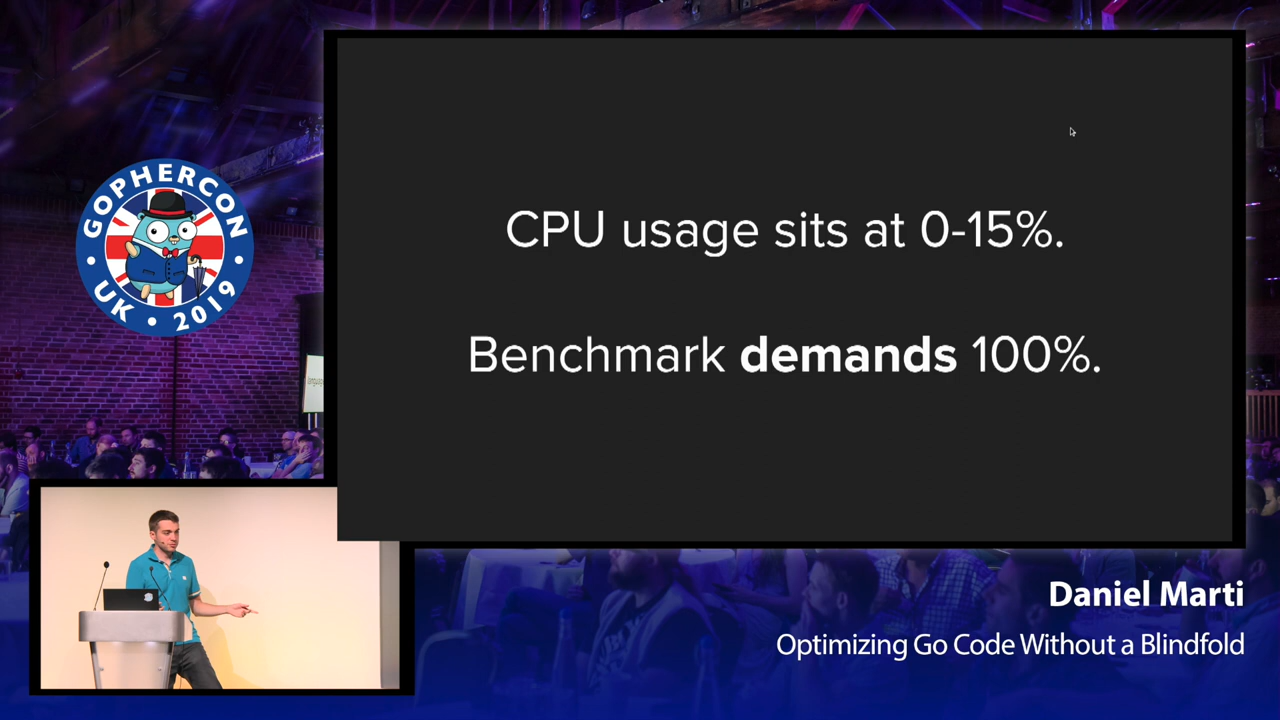 GOPHERCON
UK • 2019
CPU usage sits at 0-15%.
Benchmark demands 100%.
Daniel Marti
Optimizing Go Code Without a Blindfold